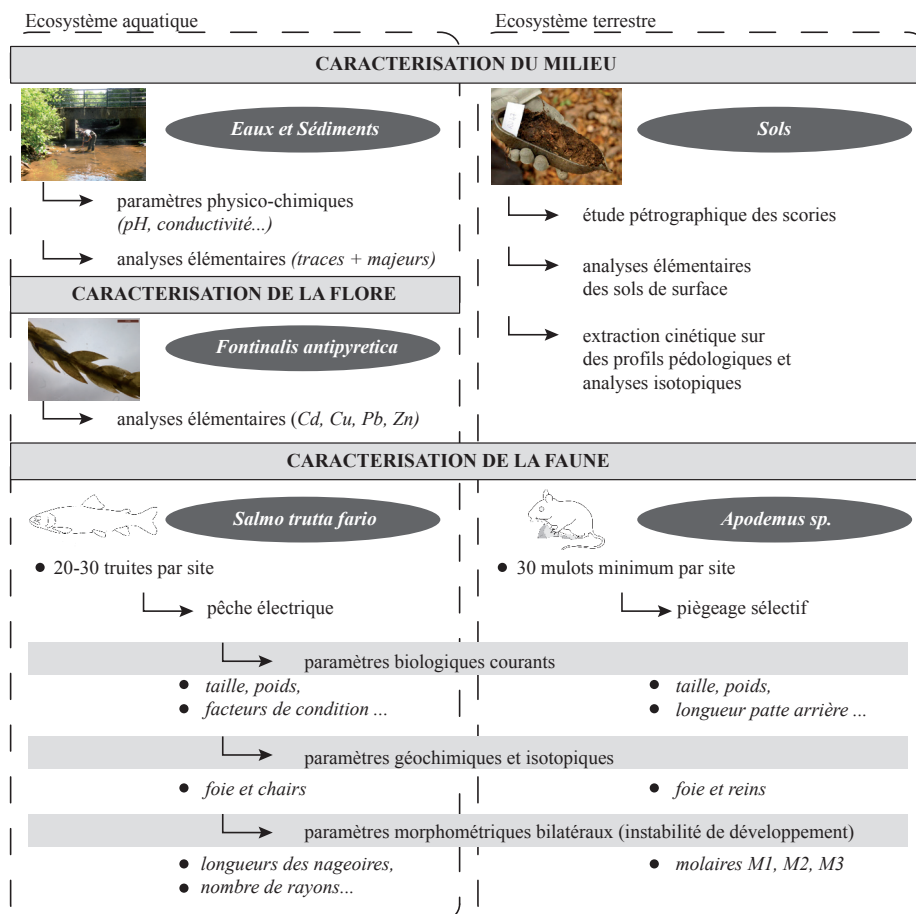 Ecosystème aquatique
Ecosystème terrestre
CARACTERISATION DU MILIEU
Eaux et Sédiments
paramètres physico-chimiques
(pH, conductivité...)
analyses élémentaires (traces + majeurs)
Sols
étude pétrographique des scories
analyses élémentaires
des sols de surface
extraction cinétique sur
des profils pédologiques et
analyses isotopiques
CARACTERISATION DE LA FLORE
Fontinalis antipyretica
analyses élémentaires (Cd, Cu, Pb, Zn)
CARACTERISATION DE LA FAUNE
Salmo trutta fario
● 20-30 truites par site
pêche électrique
Apodemus sp.
● 30 mulots minimum par site
piègeage sélectif
paramètres biologiques courants
● taille, poids,
● facteurs de condition ...
● taille, poids,
● longueur patte arrière ...
paramètres géochimiques et isotopiques
● foie et chairs
● foie et reins
paramètres morphométriques bilatéraux (instabilité de développement)
● longueurs des nageoires,
● nombre de rayons...
● molaires M1, M2, M3